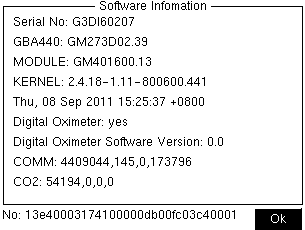 Software Infomation
Serial No: G3DI60207
GBA440: GM273D02.39
MODULE: GM401600.13
KERNEL: 2.4.18-1.11-800600.441
Thu, 08 Sep 2011 15:25:37 +0800
Digital Oximeter: yes
Digital Oximeter Software Version: 0.0
COMM: 4409044,145,0,173796
CO2: 54194,0,0,0
No: 13e40003174100000db00fc03c40001
Ok